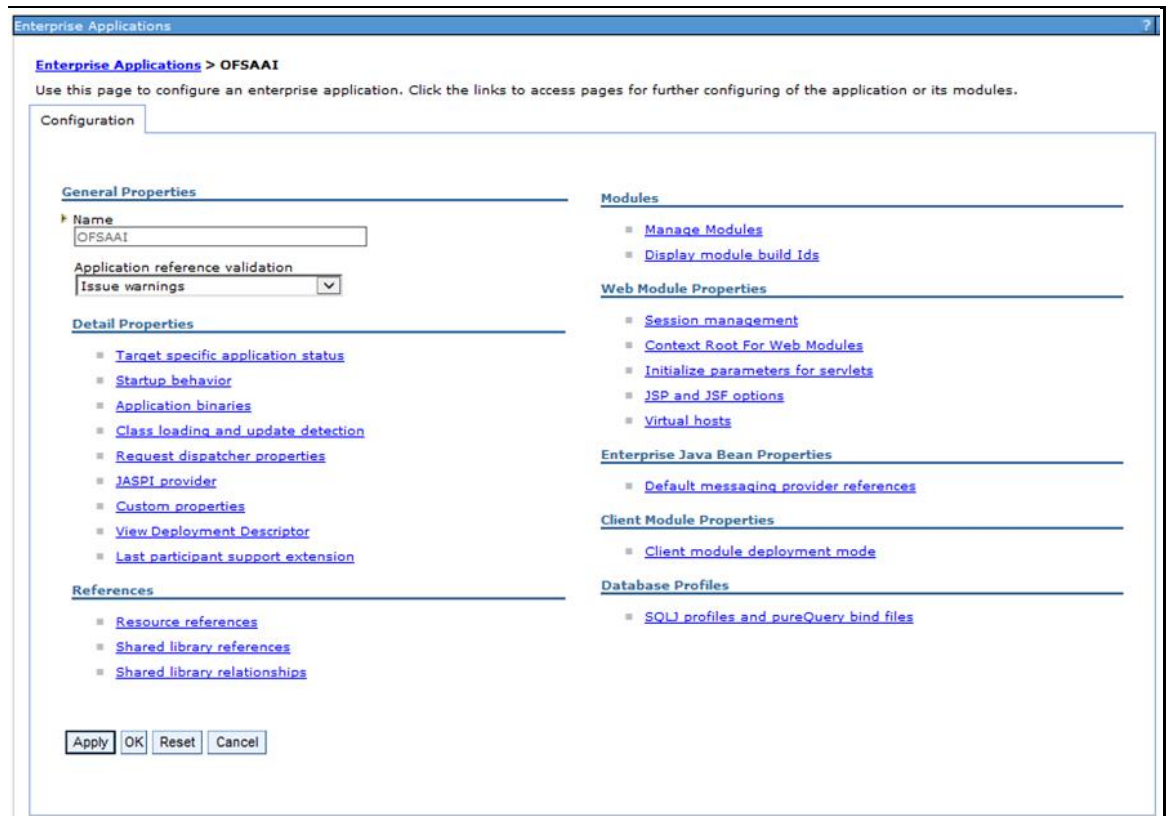 Enterprise Applications ?
Enterprise Applications > OFSAAI
Use this page to configure an enterprise application. Click the links to access pages for further configuring of the application or its modules.
Configuration
General Properties
Name
OFSAAI
Application reference validation
Issue warnings
Detail Properties
Target specific application status
Startup behavior
Application binaries
Class loading and update detection
Request dispatcher properties
JASPI provider
Custom properties
View Deployment Descriptor
Last participant support extension
References
Resource references
Shared library references
Shared library relationships
Modules
Manage Modules
Display module build Ids
Web Module Properties
Session management
Context Root For Web Modules
Initialize parameters for servlets
JSP and JSF options
Virtual hosts
Enterprise Java Bean Properties
Default messaging provider references
Client Module Properties
Client module deployment mode
Database Profiles
SQLJ profiles and pureQuery bind files
Apply OK Reset Cancel